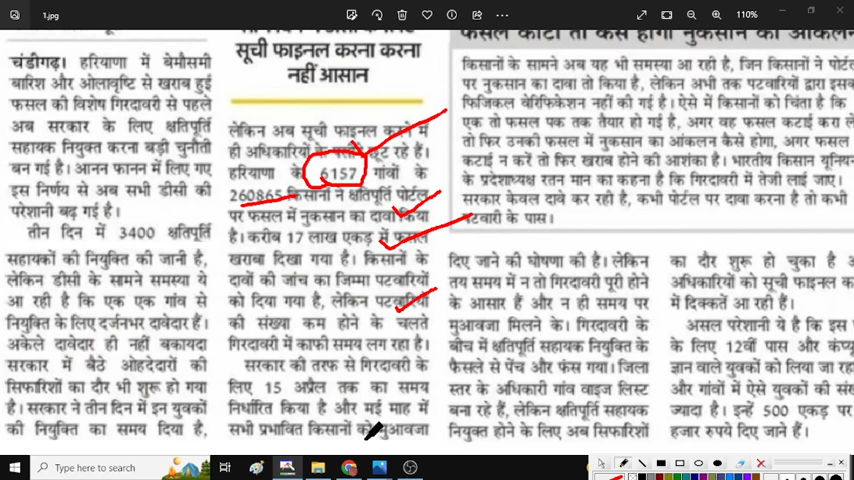 1.jpg
110%
सूची फाइनल करना करना
नहीं आसान
फसल काटी तो कैसे होगा नुकसान का आंकलन
चंडीगढ़। हरियाणा में बेमौसमी
बारिश और ओलावृष्टि से खराब हुई
फसल की विशेष गिरदावरी से पहले
अब सरकार के लिए क्षतिपूर्ति
सहायक नियुक्त करना बड़ी चुनौती
बन गई है। आनन फानन में लिए गए
इस निर्णय से अब सभी डीसी की
परेशानी बढ़ गई है।
तीन दिन में 3400 क्षतिपूर्ति
सहायकों की नियुक्ति की जानी है,
लेकिन डीसी के सामने समस्या ये
आ रही है कि एक एक गांव से
नियुक्ति के लिए दर्जनभर दावेदार हैं।
अकेले दावेदार ही नहीं बकायदा
सरकार में बैठे ओहदेदारों की
सिफारिशों का दौर भी शुरू हो गया
है। सरकार ने तीन दिन में इन युवकों
की नियुक्ति का समय दिया है,
लेकिन अब सूची फाइनल करने में
ही अधिकारियों के पसीने छूट रहे हैं।
हरियाणा के 6157 गांवों के
260865 किसानों ने क्षतिपूर्ति पोर्टल
पर फसल में नुकसान का दावा किया
है। करीब 17 लाख एकड़ में फसल
खराबा दिखा गया है। किसानों के
दावों की जांच का जिम्मा पटवारियों
को दिया गया है, लेकिन पटवारियों
की संख्या कम होने के चलते
गिरदावरी में काफी समय लग रहा है।
सरकार की तरफ से गिरदावरी के
लिए 15 अप्रैल तक का समय
निर्धारित किया है और मई माह में
सभी प्रभावित किसानों को मुआवजा
किसानों के सामने अब यह भी समस्या आ रही है, जिन किसानों ने पोर्टल
पर नुकसान का दावा तो किया है, लेकिन अभी तक पटवारियों द्वारा इसकी
फिजिकल वेरिफिकेशन नहीं की गई है। ऐसे में किसानों को चिंता है कि
एक तो फसल पक तक तैयार हो गई है, अगर वह फसल कटाई करा
तो फिर उनकी फसल में नुकसान का आंकलन कैसे होगा, अगर फसल
कटाई न करें तो फिर खराब होने की आशंका है। भारतीय किसान यूनियन
के प्रदेशाध्यक्ष रतन मान का कहना है कि गिरदावरी में तेजी लाई जाए।
सरकार केवल दावे कर रही है, कभी पोर्टल पर दावा करना है तो कभी
पटवारी के पास।
दिए जाने की घोषणा की है। लेकिन
तय समय में न तो गिरदावरी पूरी होने
के आसार हैं और न ही समय पर
मुआवजा मिलने के। गिरदावरी के
बीच में क्षतिपूर्ति सहायक नियुक्ति के
फैसले से पेंच और फंस गया। जिला
स्तर के अधिकारी गांव वाइज लिस्ट
बना रहे हैं, लेकिन क्षतिपूर्ति सहायक
नियुक्त होने के लिए अब सिफारिशों
का दौर शुरू हो चुका है
अधिकारियों को सूची फाइनल
में दिक्कतें आ रही हैं।
असल परेशानी ये है कि इस
के लिए 12वीं पास और
ज्ञान वाले युवकों को लिया जा
और गांवों में ऐसे युवकों की
ज्यादा है। इन्हें 500 एकड़ पर
हजार रुपये दिए जाने हैं।
Type here to search